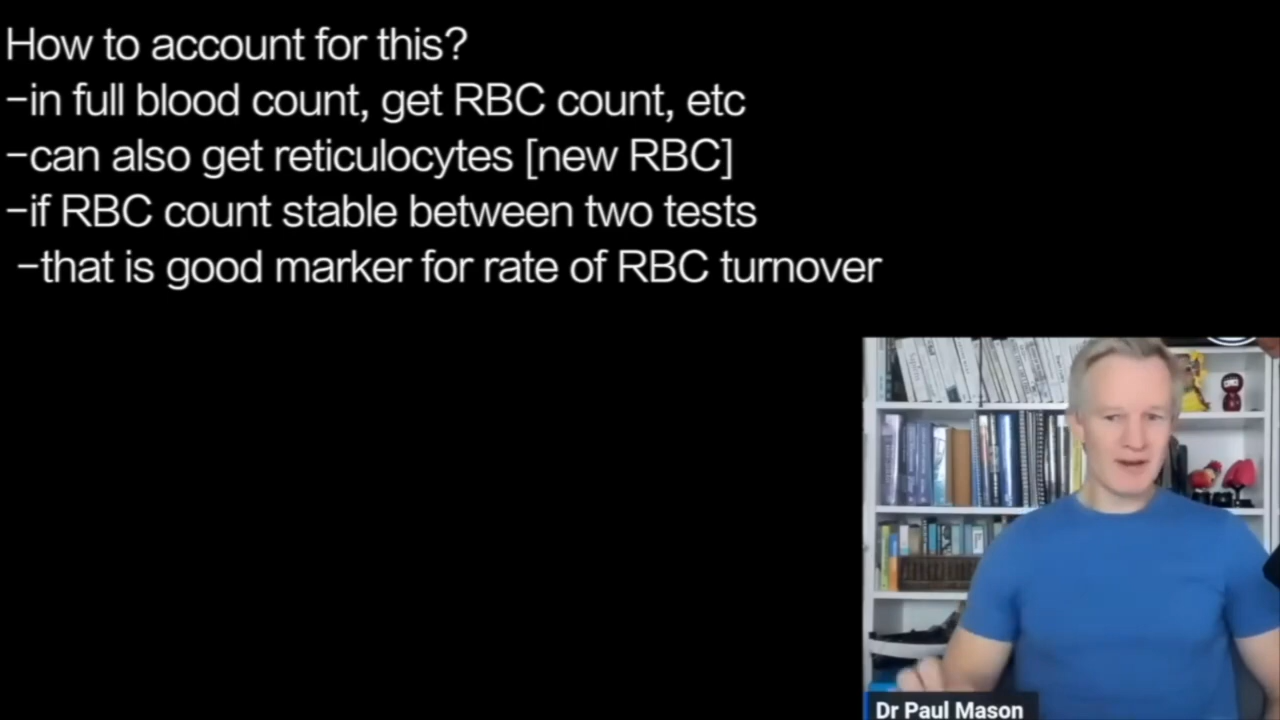 How to account for this?
-in full blood count, get RBC count, etc
-can also get reticulocytes [new RBC]
-if RBC count stable between two tests
-that is good marker for rate of RBC turnover
Dr Paul Mason